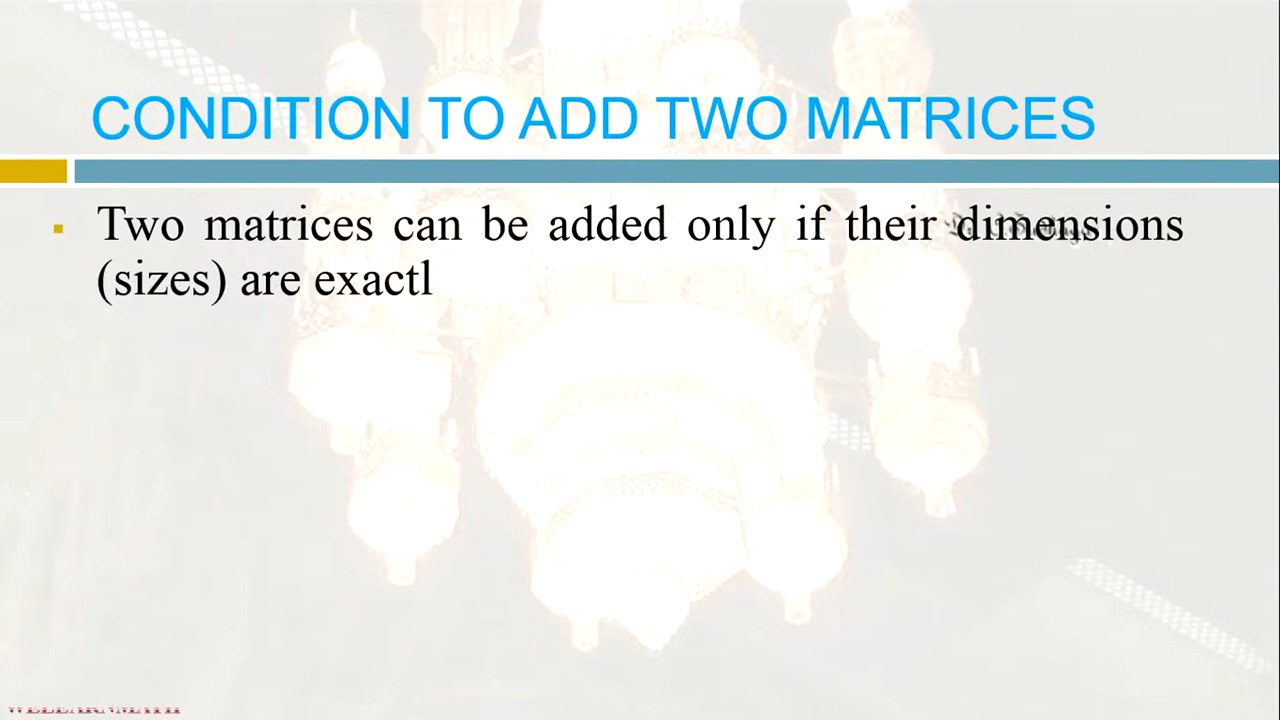 CONDITION TO ADD TWO MATRICES
Two matrices can be added only if their dimensions
(sizes) are exactl